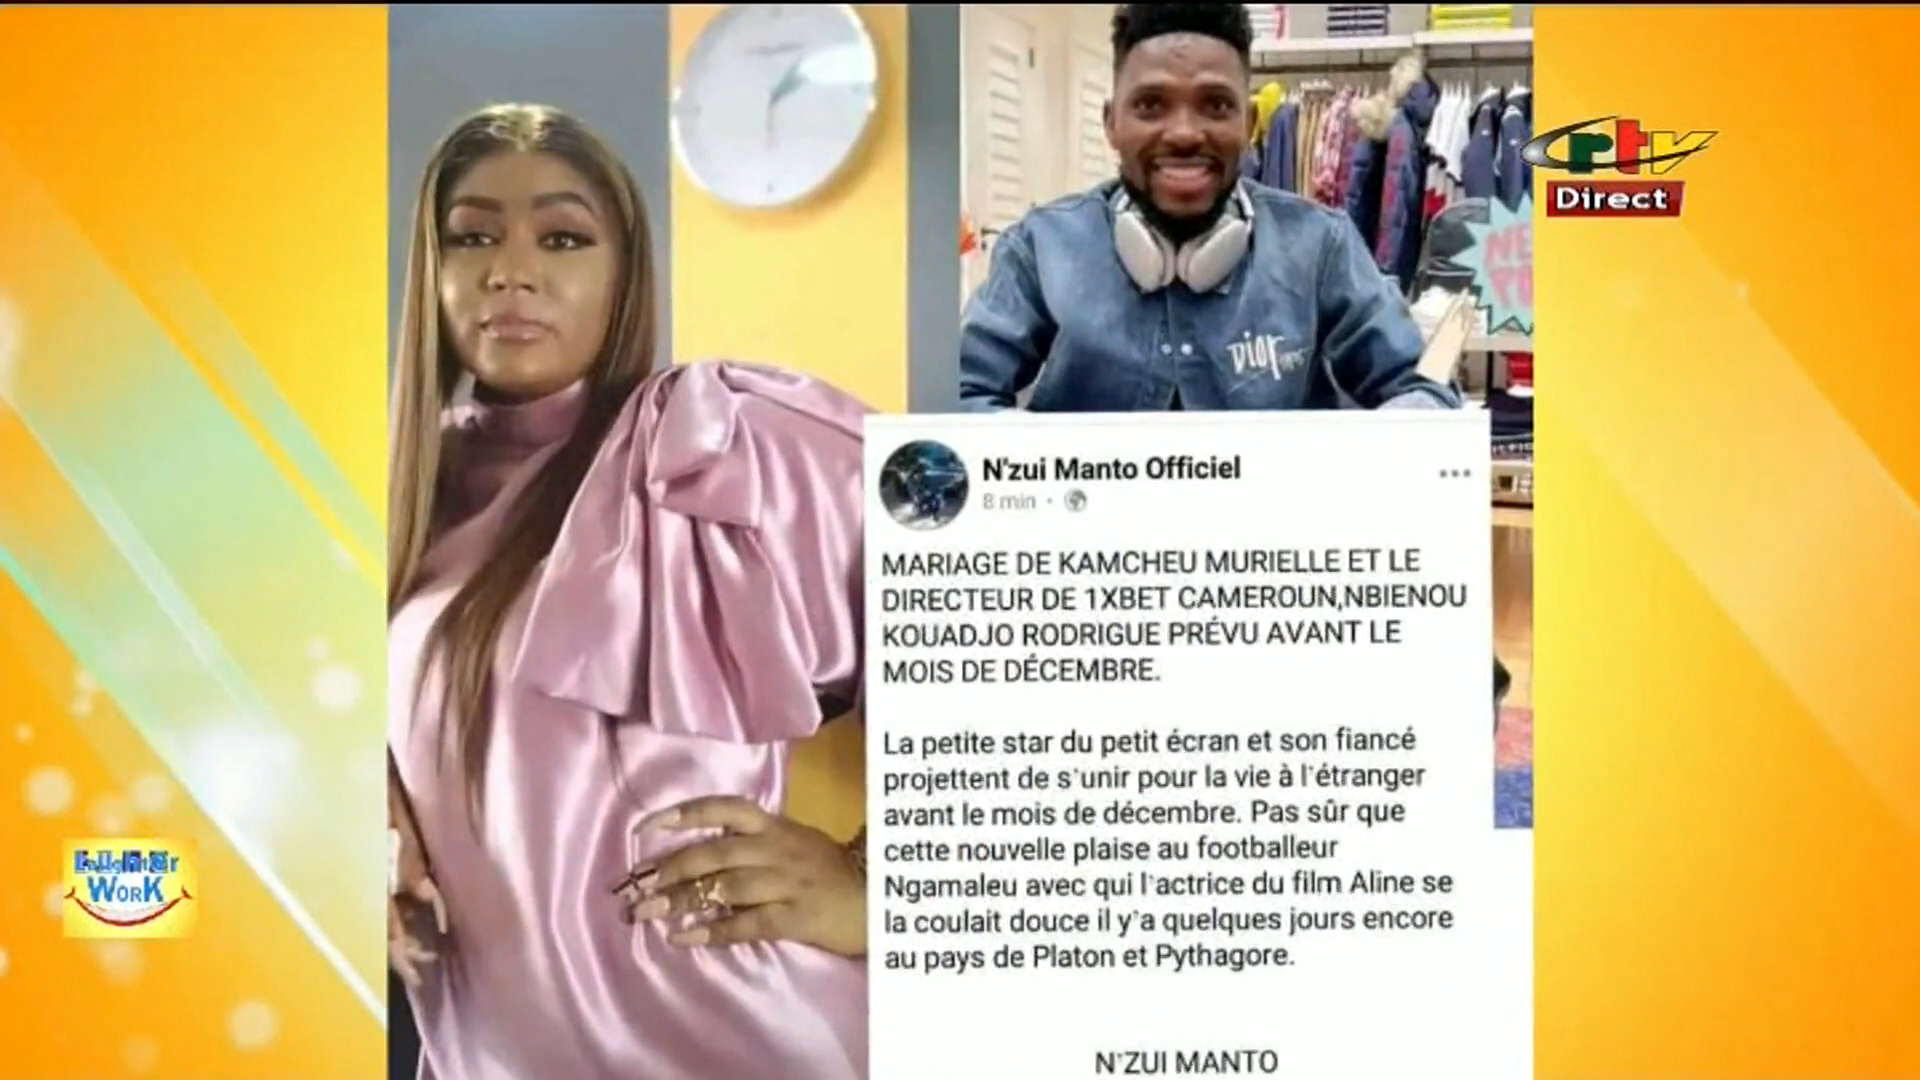 crtv
Direct
DIOR
N'zui Manto Officiel
8 min
MARIAGE DE KAMCHEU MURIELLE ET LE
DIRECTEUR DE 1XBET CAMEROUN,NBIENOU
KOUADJO RODRIGUE PRÉVU AVANT LE
MOIS DE DÉCEMBRE.
La petite star du petit écran et son fiancé
projettent de s'unir pour la vie à l'étranger
avant le mois de décembre. Pas sûr que
cette nouvelle plaise au footballeur
Ngamaleu avec qui l'actrice du film Aline se
la coulait douce il y'a quelques jours encore
au pays de Platon et Pythagore.
N'ZUI MANTO
WORK